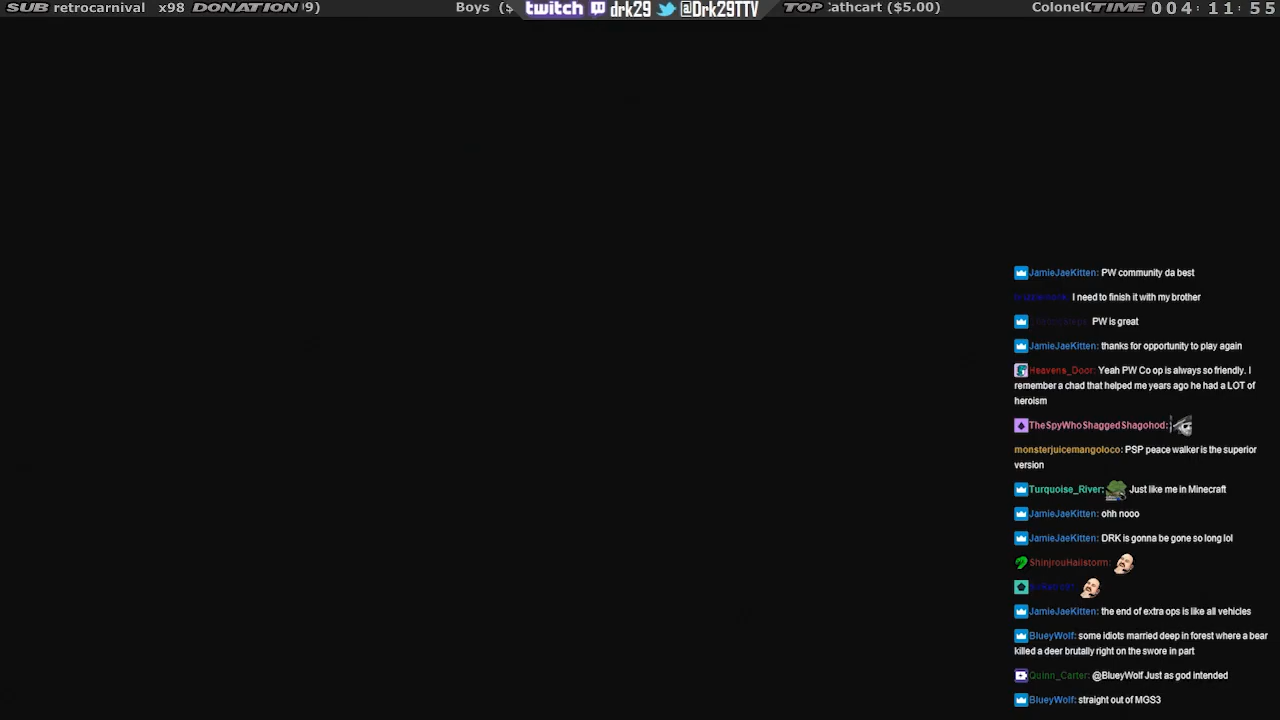 SUB retrocarnival x98 DONATION 9) Boys ($ twitch drk29 @Drk29TTV TOP Cathcart ($5.00) ColonelC TIME 004:11:55
JamieJaeKitten: PW community da best
I need to finish it with my brother
PW is great
JamieJaeKitten: thanks for opportunity to play again
Heavens_Door: Yeah PW Co op is always so friendly. I
remember a chad that helped me years ago he had a LOT of
heroism
TheSpyWhoShaggedShagohod:
monsterjuicemangoloco: PSP peace walker is the superior
version
Turquoise_River: Just like me in Minecraft
JamieJaeKitten: ohh nooo
JamieJaeKitten: DRK is gonna be gone so long lol
ShinjrouHailstorm:
JamieJaeKitten: the end of extra ops is like all vehicles
BlueyWolf: some idiots married deep in forest where a bear
killed a deer brutally right on the swore in part
Quinn_Carter: @BlueyWolf Just as god intended
BlueyWolf: straight out of MGS3